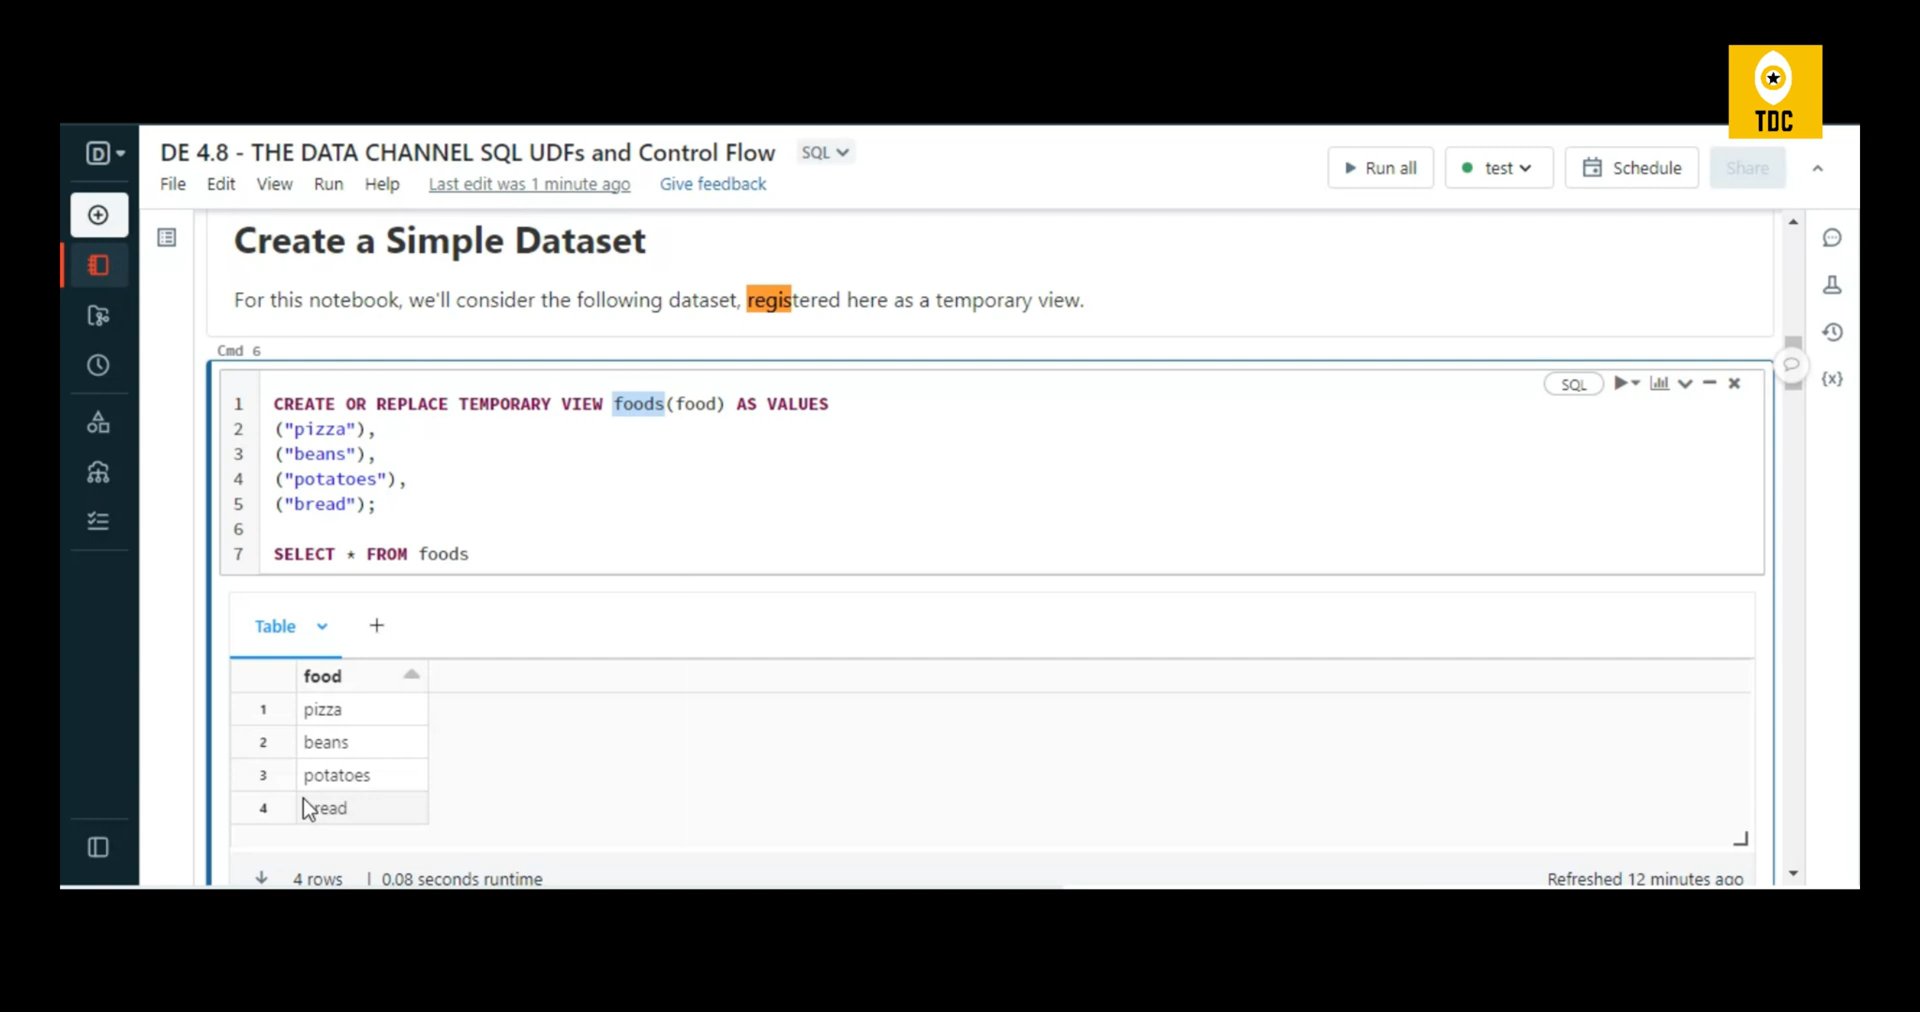 TDC
DE 4.8 - THE DATA CHANNEL SQL UDFs and Control Flow SQL
File Edit View Run Help Last edit was 1 minute ago Give feedback
Run all test Schedule Share
Create a Simple Dataset
For this notebook, we'll consider the following dataset, registered here as a temporary view.
Cmd 6
SQL
1 CREATE OR REPLACE TEMPORARY VIEW foods(food) AS VALUES
2 ("pizza"),
3 ("beans"),
4 ("potatoes"),
5 ("bread");
6
7 SELECT * FROM foods
Table +
food
1 pizza
2 beans
3 potatoes
4 bread
4 rows | 0.08 seconds runtime
Refreshed 12 minutes ago